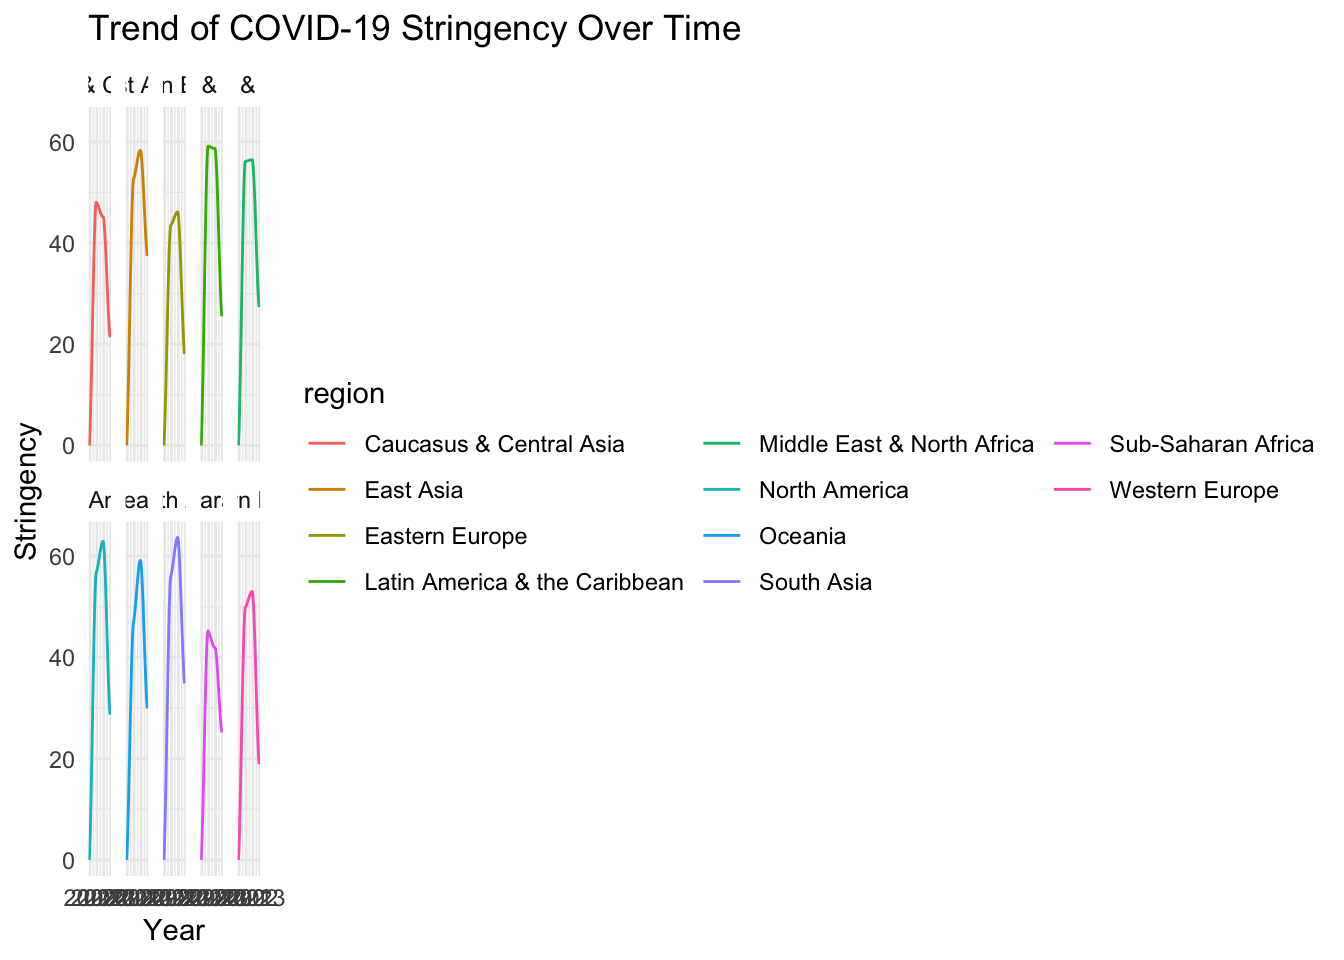 Trend of COVID-19 Stringency Over Time
&
&
60
40
20
0
Stringency
60
40
20
0
Year
region
Caucasus & Central Asia
East Asia
Eastern Europe
Latin America & the Caribbean
Middle East & North Africa
North America
Oceania
South Asia
Sub-Saharan Africa
Western Europe